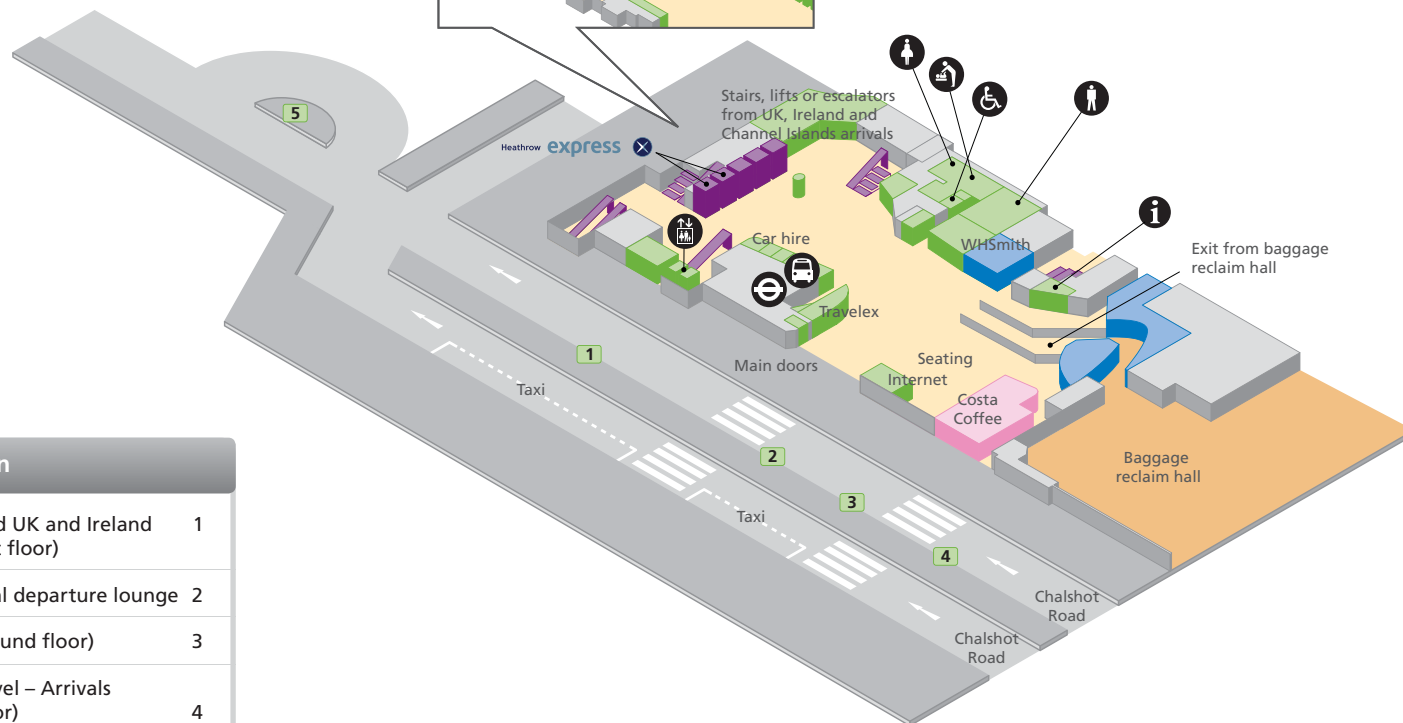 5
Stairs, lifts or escalators
from UK, Ireland and
Channel Islands arrivals
Heathrow express
Car hire
WHSmith
i
Exit from baggage
reclaim hall
Travelex
1
Main doors
Seating
Internet
Taxi
Costa
Coffee
2
Baggage
reclaim hall
3
Taxi
4
Chalshot
Road
Chalshot
Road
n
d UK and Ireland 1
t floor)
al departure lounge 2
und floor) 3
vel – Arrivals
or) 4